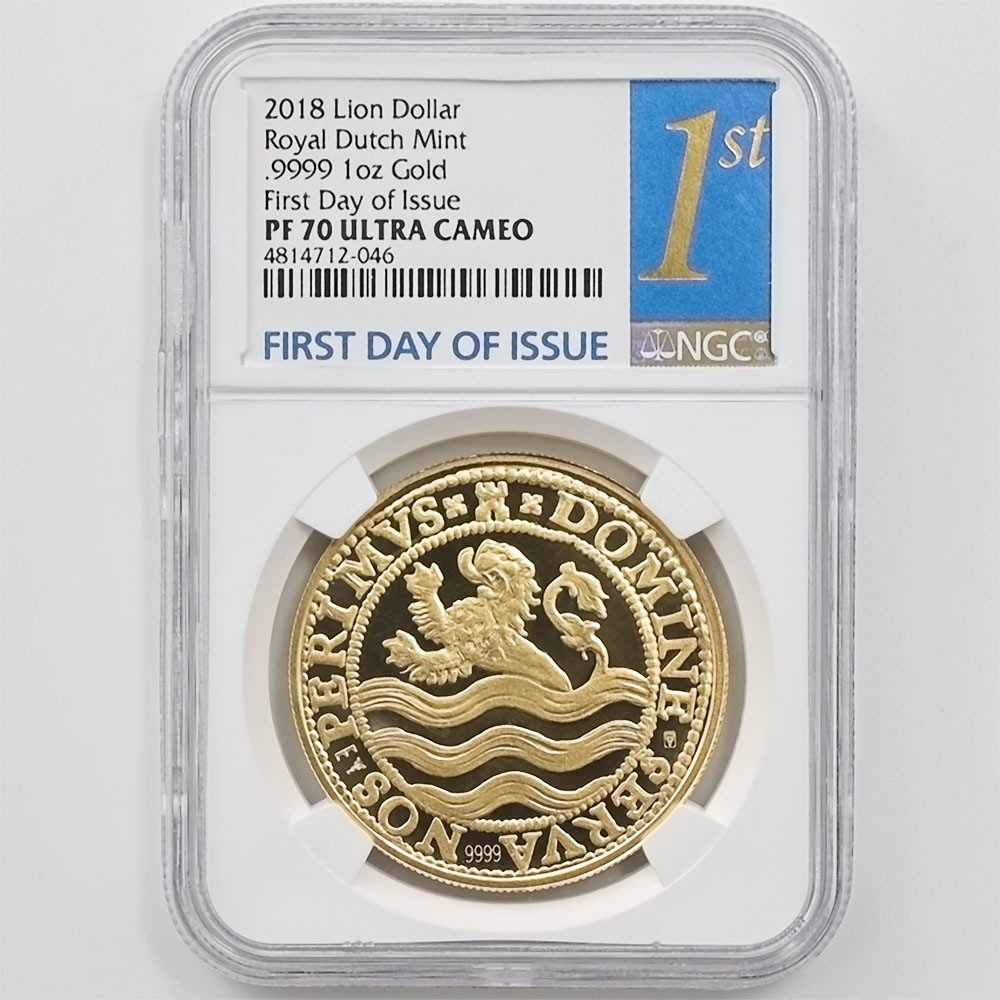 2018 Lion Dollar
Royal Dutch Mint
.9999 1oz Gold
First Day of Issue
PF 70 ULTRA CAMEO
4814712-046
FIRST DAY OF ISSUE
1st
NGC®
DOMINE SERVA NOS PERIMVS
9999